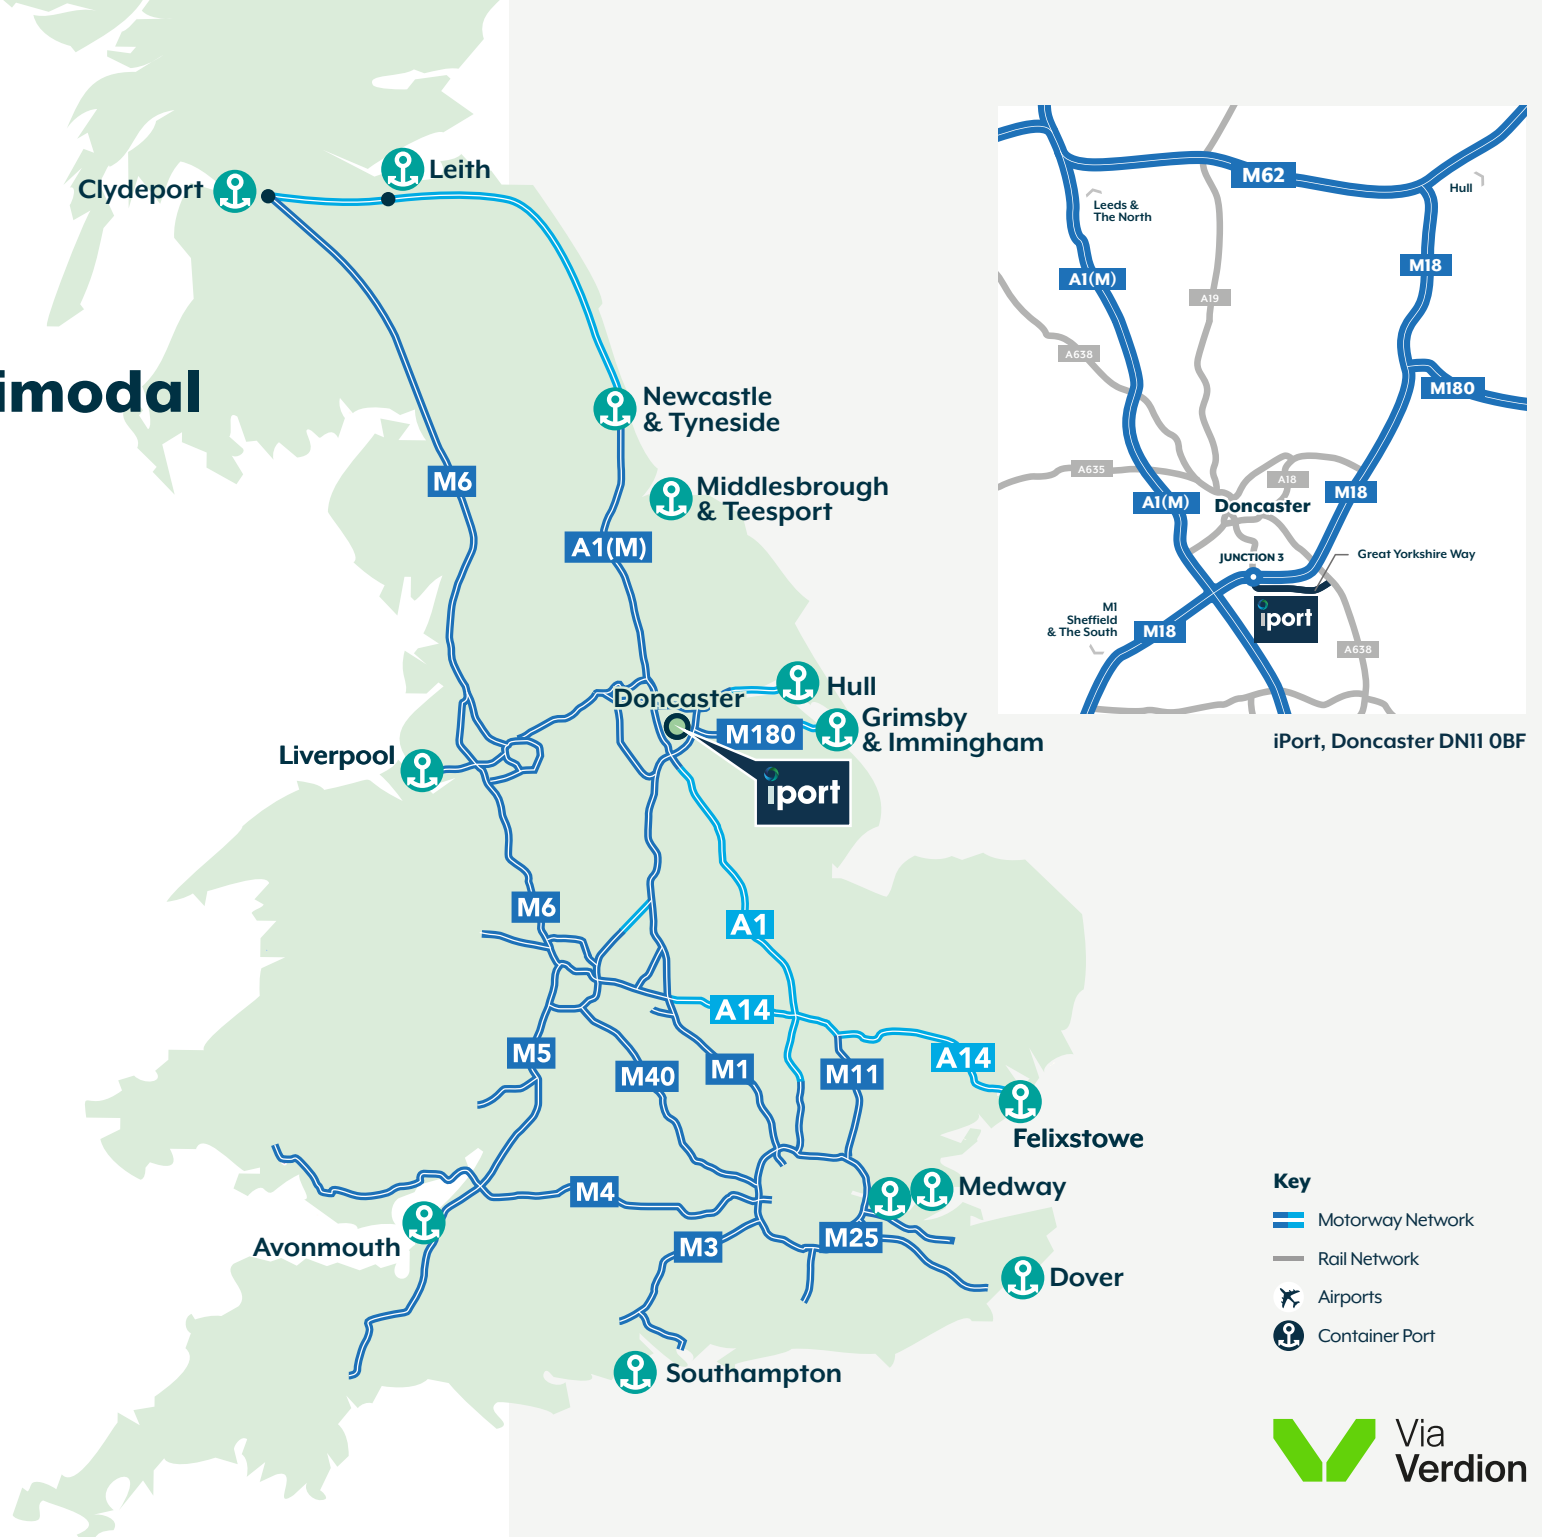 imodal
Clydeport
Leith
Newcastle
& Tyneside
Middlesbrough
& Teesport
M6
A1(M)
Doncaster
Hull
Grimsby
& Immingham
M180
Liverpool
iport
M6
A1
A14
A14
M5
M40
M1
M11
Felixstowe
M4
Medway
Avonmouth
M3
M25
Dover
Southampton
M62
Hull
Leeds &
The North
M18
A1(M)
A19
A638
M180
A635
A18
M18
A1(M)
Doncaster
JUNCTION 3
Great Yorkshire Way
M1
Sheffield
& The South
M18
iport
A638
iPort, Doncaster DN11 0BF
Key
Motorway Network
Rail Network
Airports
Container Port
Via
Verdion